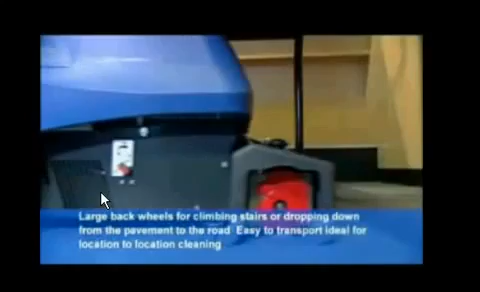 Large back wheels for climbing stairs or dropping down
from the pavement to the road Easy to transport ideal for
location to location cleaning